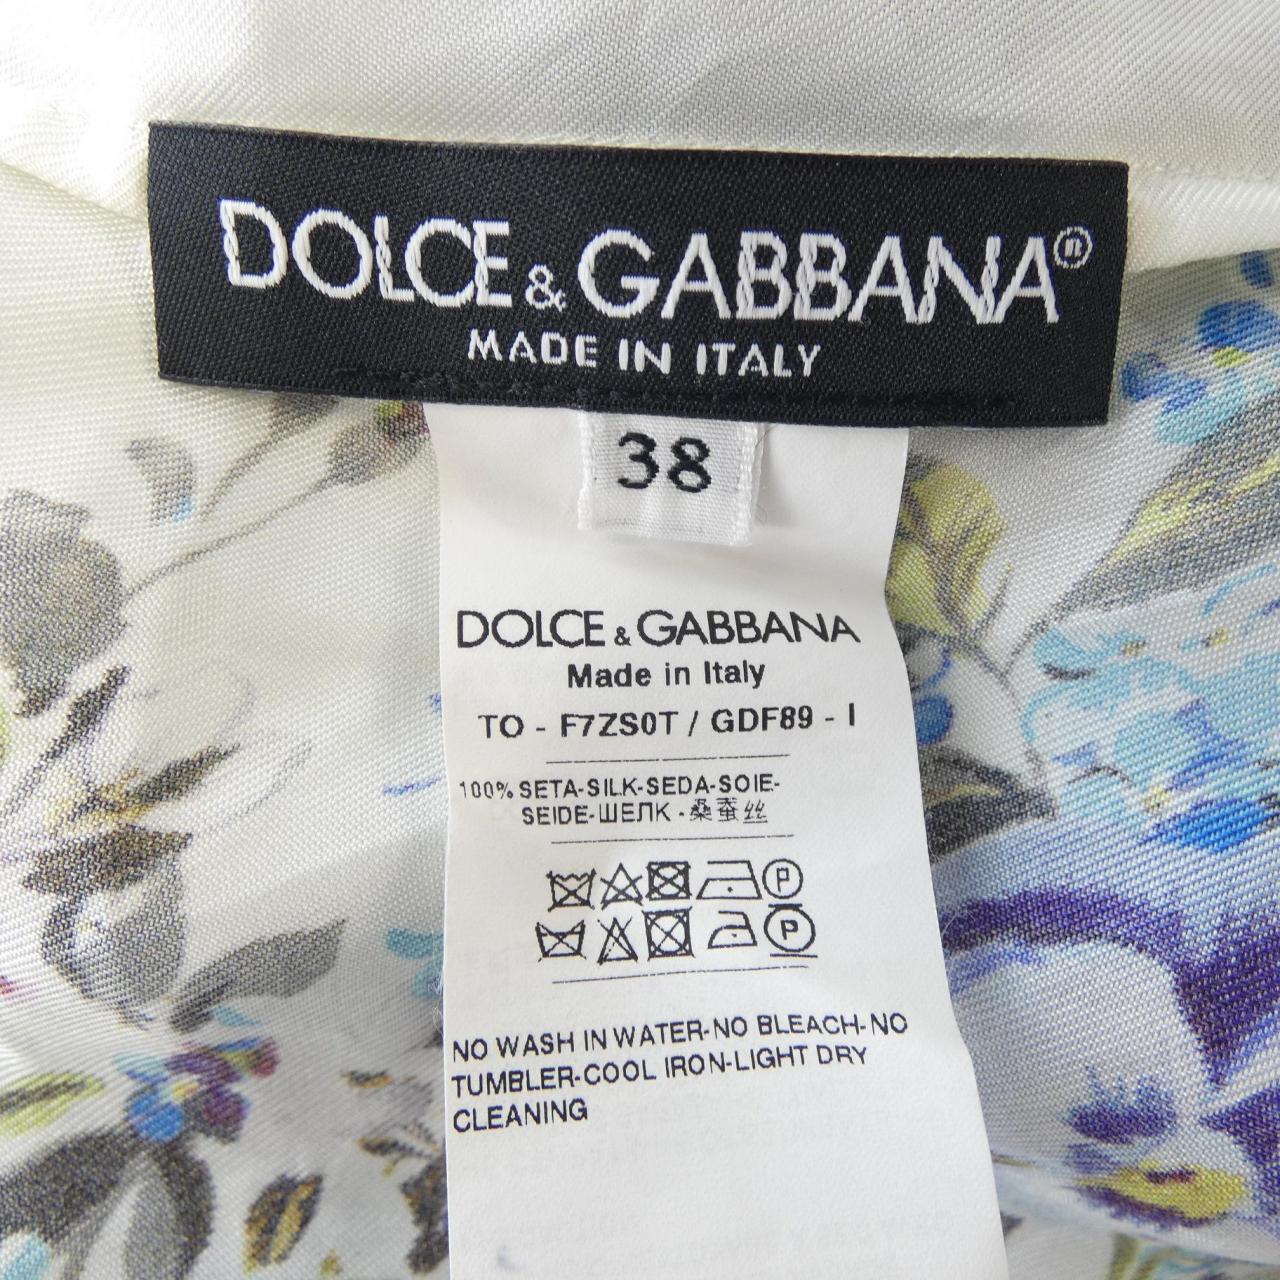 DOLCE & GABBANA®
MADE IN ITALY
38
DOLCE & GABBANA
Made in Italy
TO - F7ZS0T / GDF89 - I
100% SETA-SILK-SEDA-SOIE-
SEIDE-ШЕЛК - 桑蚕丝
P
P
NO WASH IN WATER-NO BLEACH-NO
TUMBLER-COOL IRON-LIGHT DRY
CLEANING